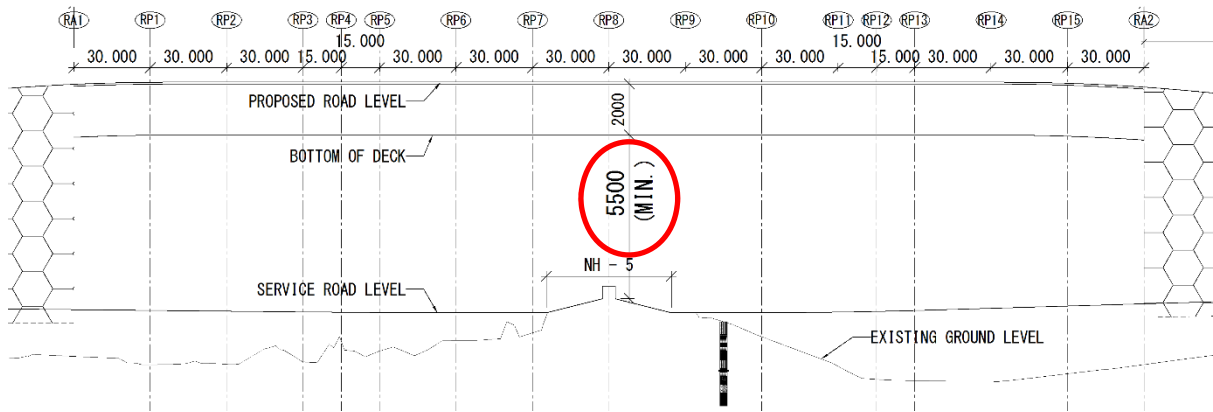 RA1 RP1 RP2 RP3 RP4 RP5 RP6 RP7 RP8 RP9 RP10 RP11 RP12 RP13 RP14 RP15 RA2
15.000 15.000
30.000 30.000 30.000 15.000 30.000 30.000 30.000 30.000 30.000 30.000 15.000 30.000 30.000 30.000
PROPOSED ROAD LEVEL
2000
BOTTOM OF DECK
5500
(MIN.)
NH - 5
SERVICE ROAD LEVEL
EXISTING GROUND LEVEL